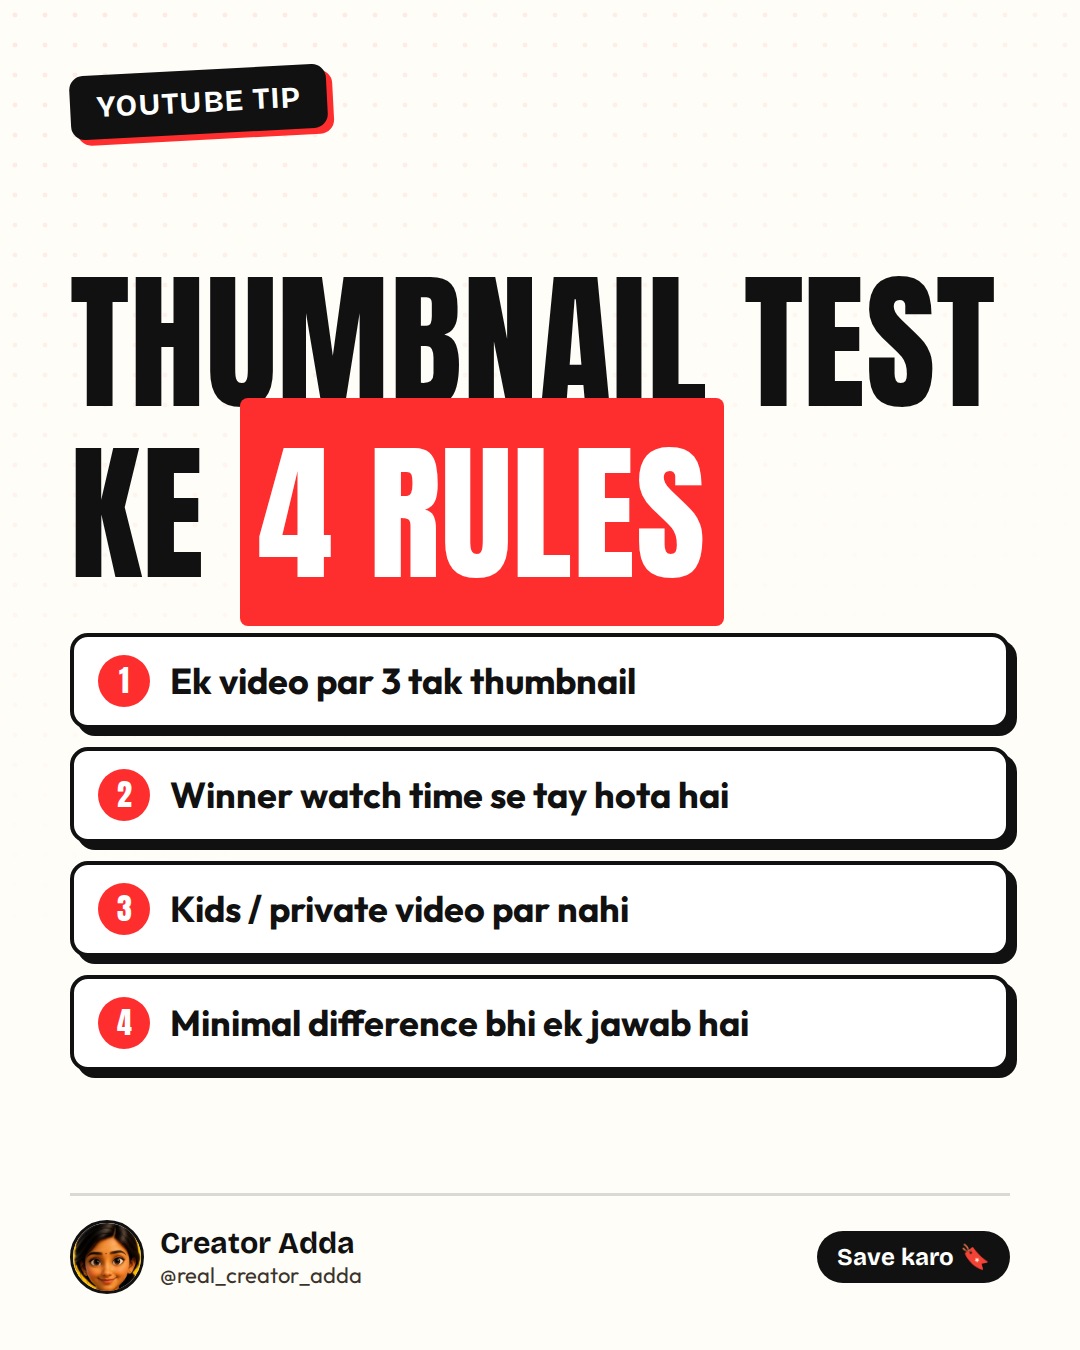 YOUTUBE TIP
THUMBNAIL TEST
KE 4 RULES
1 Ek video par 3 tak thumbnail
2 Winner watch time se tay hota hai
3 Kids / private video par nahi
4 Minimal difference bhi ek jawab hai
Creator Adda
@real_creator_adda
Save karo 🔖